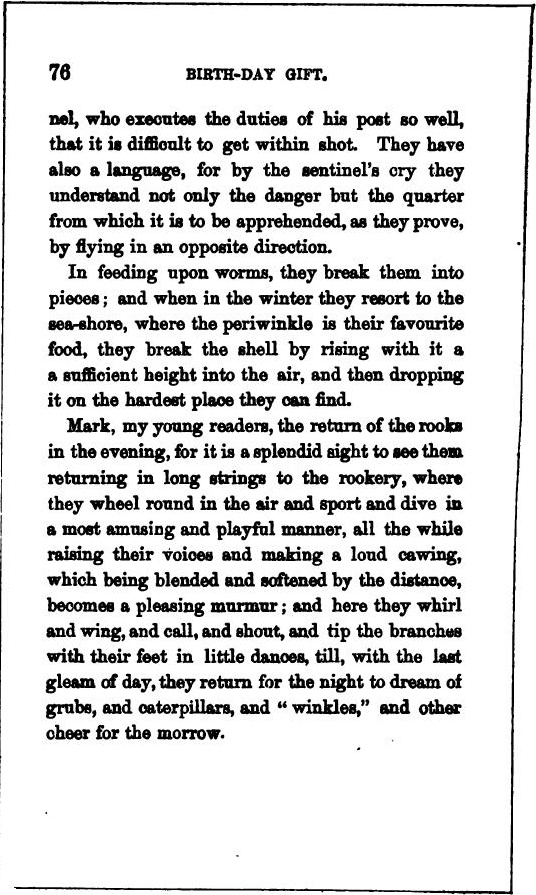 76 BIRTH-DAY GIFT.
nel, who executes the duties of his post so well,
that it is difficult to get within shot. They have
also a language, for by the sentinel's cry they
understand not only the danger but the quarter
from which it is to be apprehended, as they prove,
by flying in an opposite direction.
In feeding upon worms, they break them into
pieces; and when in the winter they resort to the
sea-shore, where the periwinkle is their favourite
food, they break the shell by rising with it a
a sufficient height into the air, and then dropping
it on the hardest place they can find.
Mark, my young readers, the return of the rooks
in the evening, for it is a splendid sight to see them
returning in long strings to the rookery, where
they wheel round in the air and sport and dive in
a most amusing and playful manner, all the while
raising their voices and making a loud cawing,
which being blended and softened by the distance,
becomes a pleasing murmur; and here they whirl
and wing, and call, and shout, and tip the branches
with their feet in little dances, till, with the last
gleam of day, they return for the night to dream of
grubs, and caterpillars, and "winkles," and other
cheer for the morrow.